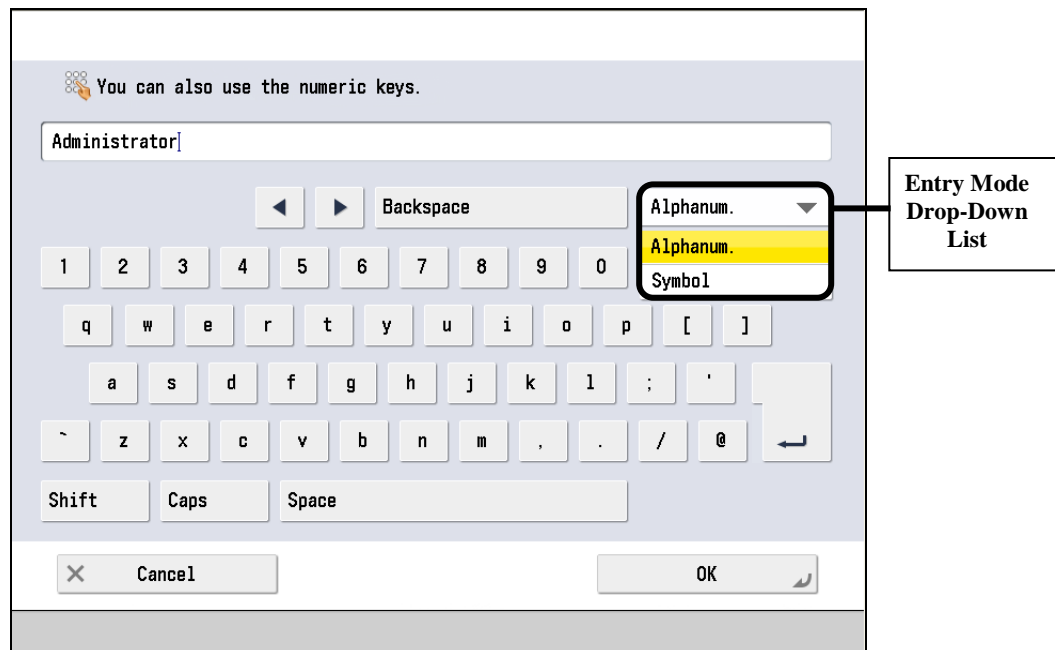 You can also use the numeric keys.
Administrator
Backspace
Alphanum.
Alphanum.
Symbol
Entry Mode
Drop-Down
List
1 2 3 4 5 6 7 8 9 0
q w e r t y u i o p [ ]
a s d f g h j k l ; '
` z x c v b n m , . / @
Shift Caps Space
Cancel OK